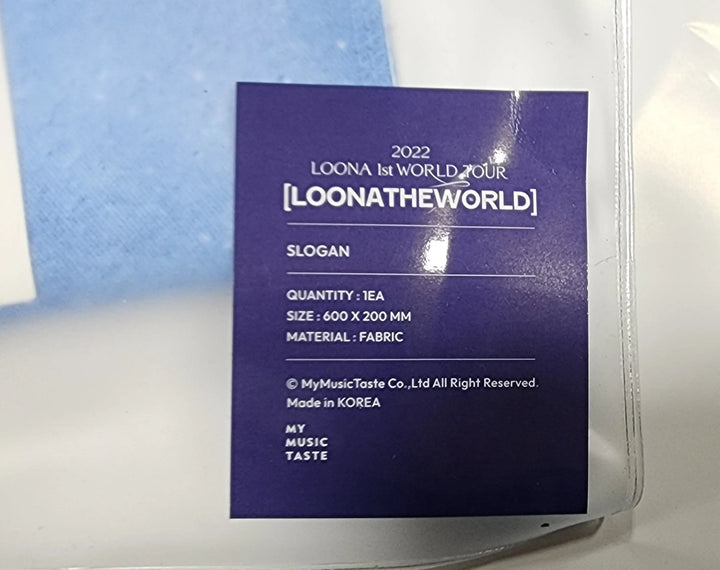 2022
LOONA 1st WORLD TOUR
[LOONATHEWORLD]
SLOGAN
QUANTITY : 1EA
SIZE : 600 X 200 MM
MATERIAL : FABRIC
© MyMusicTaste Co.,Ltd All Right Reserved.
Made in KOREA
MY
MUSIC
TASTE